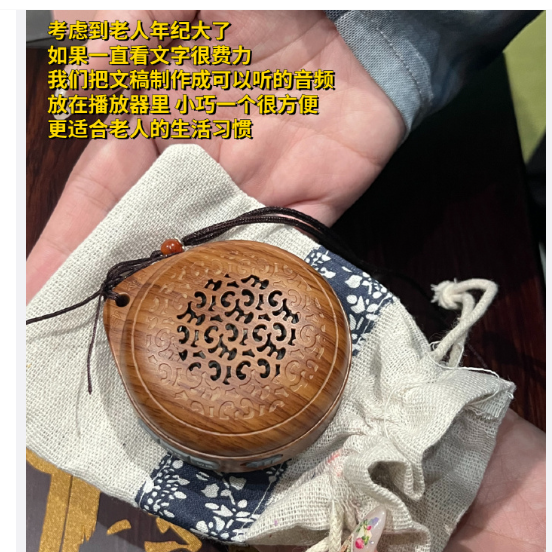 考虑到老人年纪大了
如果一直看文字很费力
我们把文稿制作成可以听的音频
放在播放器里 小巧一个很方便
更适合老人的生活习惯